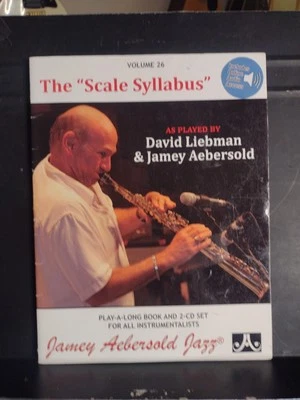 VOLUME 26
The "Scale Syllabus"
AS PLAYED BY
David Liebman
& Jamey Aebersold
PLAY-A-LONG BOOK AND 2-CD SET
FOR ALL INSTRUMENTALISTS
Jamey Aebersold Jazz®